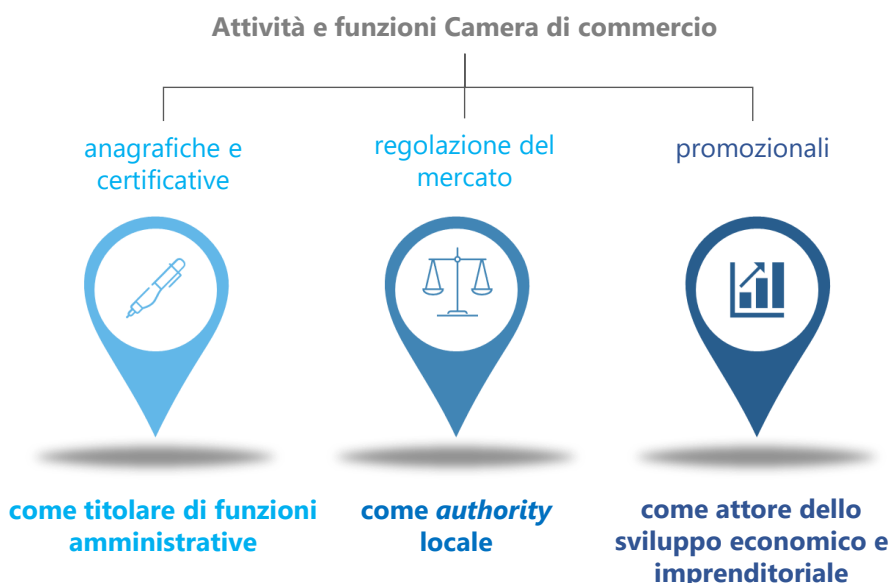 Attività e funzioni Camera di commercio
anagrafiche e
certificative
regolazione del
mercato
promozionali
come titolare di funzioni
amministrative
come authority
locale
come attore dello
sviluppo economico e
imprenditoriale